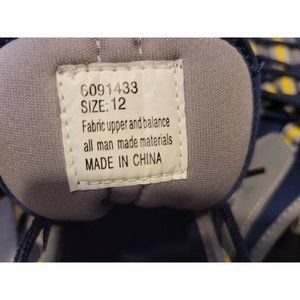 6091433
SIZE: 12
Fabric upper and balance
all man made materials
MADE IN CHINA